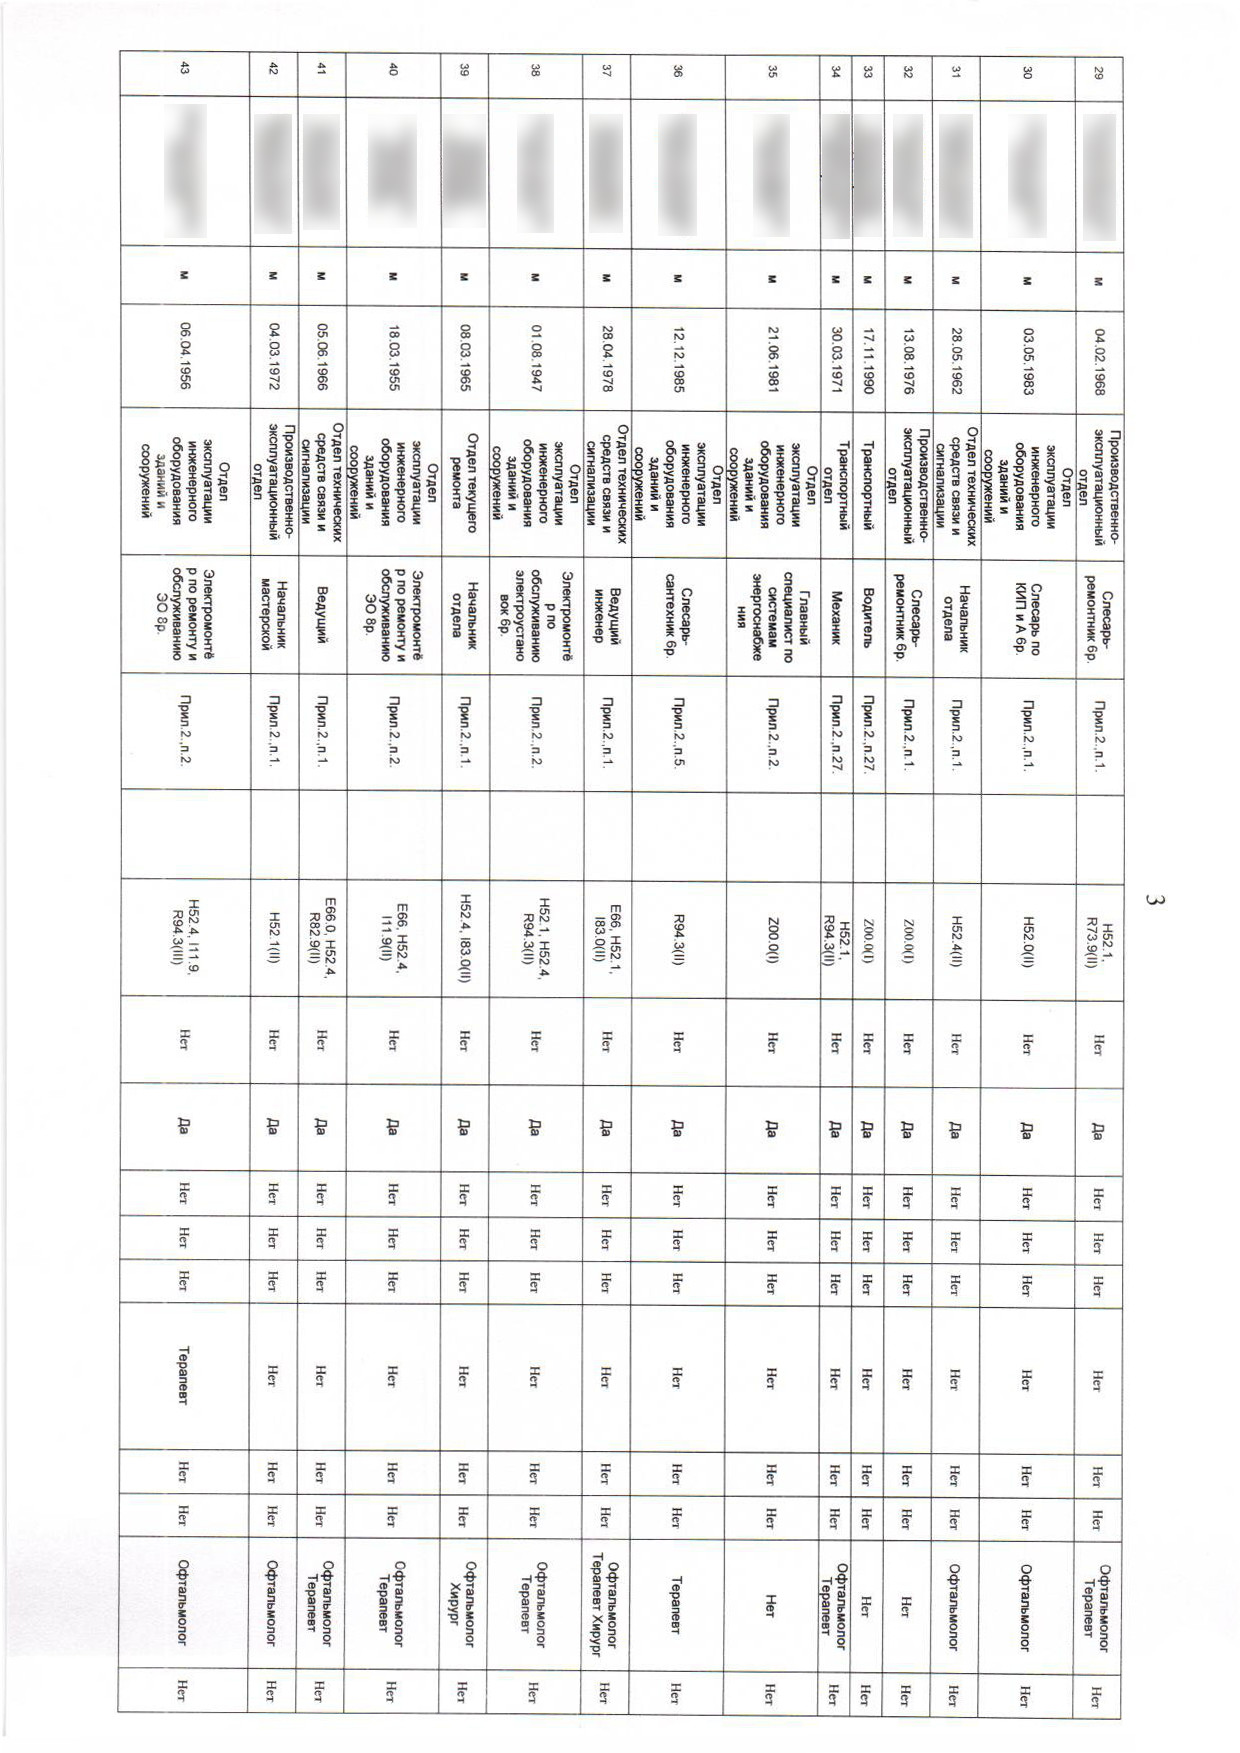 3
29 м 04.02.1968 Производственно-эксплуатационный отдел Слесарь-ремонтник 6р. Прил.2.,п.1. H52.1, R73.9(II) Нет Да Нет Нет Нет Нет Нет Нет Офтальмолог Терапевт Нет
30 м 03.05.1983 Отдел эксплуатации инженерного оборудования зданий и сооружений Слесарь по КИП и А 6р. Прил.2.,п.1. H52.0(II) Нет Да Нет Нет Нет Нет Нет Нет Офтальмолог Нет
31 м 28.05.1962 Отдел технических средств связи и сигнализации Начальник отдела Прил.2.,п.1. H52.4(II) Нет Да Нет Нет Нет Нет Нет Нет Офтальмолог Нет
32 м 13.08.1976 Производственно-эксплуатационный отдел Слесарь-ремонтник 6р. Прил.2.,п.1. Z00.0(I) Нет Да Нет Нет Нет Нет Нет Нет Нет Нет
33 м 17.11.1990 Транспортный Водитель Прил.2.,п.27. Z00.0(I) Нет Да Нет Нет Нет Нет Нет Нет Нет Нет
34 м 30.03.1971 Транспортный отдел Механик Прил.2.,п.27. H52.1, R94.3(II) Нет Да Нет Нет Нет Нет Нет Нет Офтальмолог Терапевт Нет
35 м 21.06.1981 Отдел эксплуатации инженерного оборудования зданий и сооружений Главный специалист по системам энергоснабжения Прил.2.,п.2. Z00.0(I) Нет Да Нет Нет Нет Нет Нет Нет Нет Нет
36 м 12.12.1985 Отдел эксплуатации инженерного оборудования зданий и сооружений Слесарь-сантехник 6р. Прил.2.,п.5. R94.3(II) Нет Да Нет Нет Нет Нет Нет Нет Терапевт Нет
37 м 28.04.1978 Отдел технических средств связи и сигнализации Ведущий инженер Прил.2.,п.1. E66, H52.1, I83.0(II) Нет Да Нет Нет Нет Нет Нет Нет Офтальмолог Терапевт Хирург Нет
38 м 01.08.1947 Отдел эксплуатации инженерного оборудования зданий и сооружений Электромонтёр по обслуживанию электроустановок 6р. Прил.2.,п.2. H52.1, H52.4, R94.3(II) Нет Да Нет Нет Нет Нет Нет Нет Офтальмолог Терапевт Нет
39 м 08.03.1965 Отдел текущего ремонта Начальник отдела Прил.2.,п.1. H52.4, I83.0(II) Нет Да Нет Нет Нет Нет Нет Нет Офтальмолог Хирург Нет
40 м 18.03.1955 Отдел эксплуатации инженерного оборудования зданий и сооружений Электромонтёр по ремонту и обслуживанию ЭО 8р. Прил.2.,п.2. E66, H52.4, I11.9(II) Нет Да Нет Нет Нет Нет Нет Нет Офтальмолог Терапевт Нет
41 м 05.06.1966 Отдел технических средств связи и сигнализации Ведущий Прил.2.,п.1. E66.0, H52.4, R82.9(II) Нет Да Нет Нет Нет Нет Нет Нет Офтальмолог Терапевт Нет
42 м 04.03.1972 Производственно-эксплуатационный отдел Начальник мастерской Прил.2.,п.1. H52.1(II) Нет Да Нет Нет Нет Нет Нет Нет Офтальмолог Нет
43 м 06.04.1956 Отдел эксплуатации инженерного оборудования зданий и сооружений Электромонтёр по ремонту и обслуживанию ЭО 8р. Прил.2.,п.2. H52.4, I11.9, R94.3(III) Нет Да Нет Нет Нет Терапевт Нет Нет Офтальмолог Нет